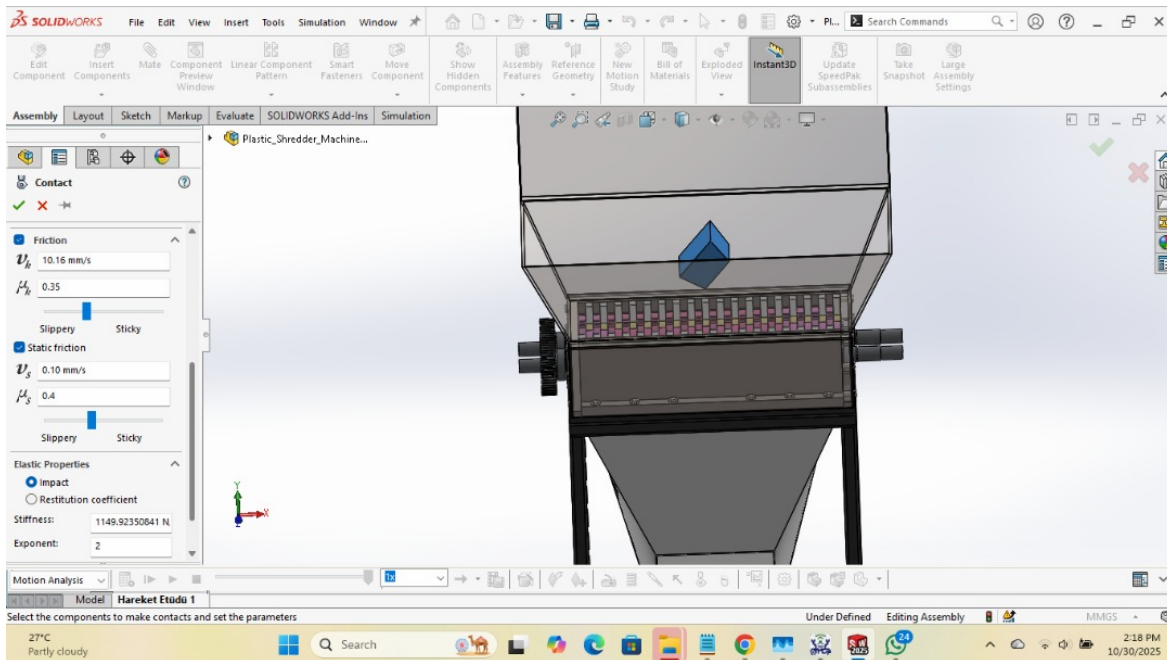 SOLIDWORKS File Edit View Insert Tools Simulation Window
Pl... Search Commands
Edit Component
Insert Components
Mate
Component Preview Window
Linear Component Pattern
Smart Fasteners
Move Component
Show Hidden Components
Assembly Features
Reference Geometry
New Motion Study
Bill of Materials
Exploded View
Instant3D
Update SpeedPak Subassemblies
Take Snapshot
Large Assembly Settings
Assembly Layout Sketch Markup Evaluate SOLIDWORKS Add-Ins Simulation
Plastic_Shredder_Machine...
Contact
Friction
υk 10.16 mm/s
μk 0.35
Slippery Sticky
Static friction
υs 0.10 mm/s
μs 0.4
Slippery Sticky
Elastic Properties
Impact
Restitution coefficient
Stiffness: 1149.92350841 N
Exponent: 2
Y
X
Z
Motion Analysis
1x
Model Hareket Etüdü 1
Select the components to make contacts and set the parameters
Under Defined Editing Assembly MMGS
27°C
Partly cloudy
Search
24
2:18 PM
10/30/2025